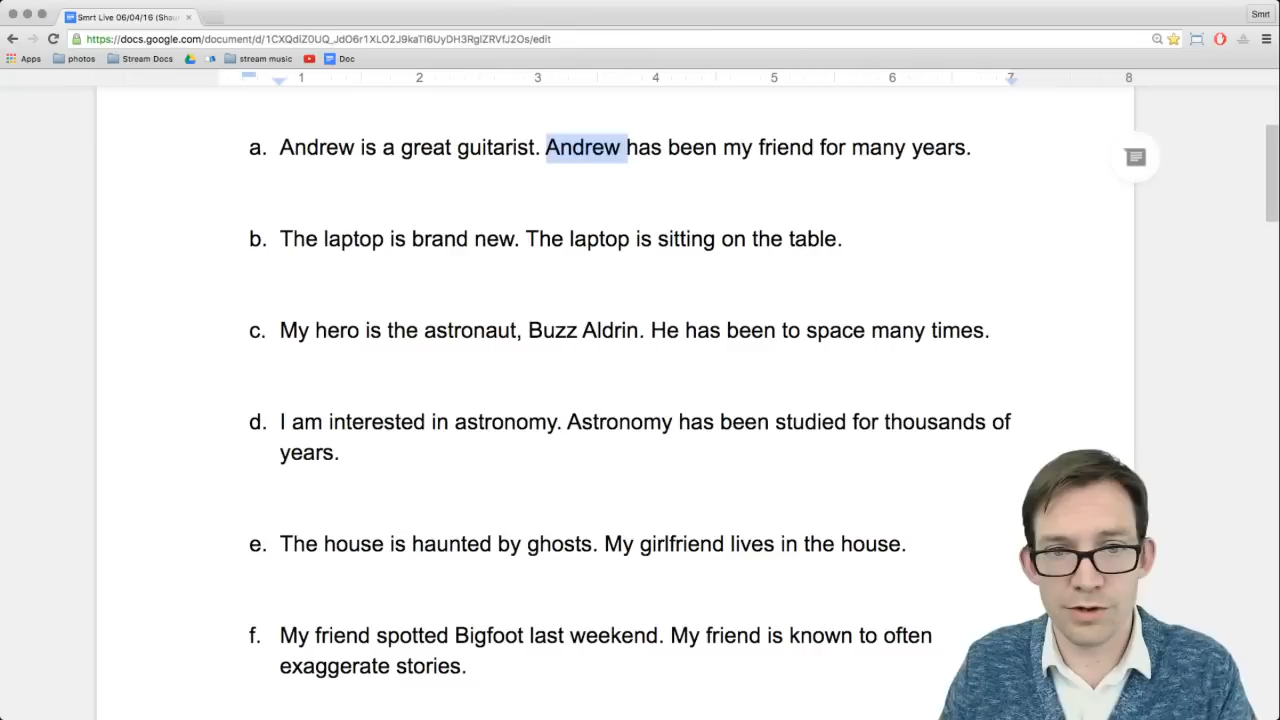 Smrt Live 06/04/16 (Shau
Smrt
https://docs.google.com/document/d/1CXQdiZ0UQ_JdO6r1XLO2J9kaTl6UyDH3RglZRVfJ2Os/edit
Apps photos Stream Docs stream music Doc
1 2 3 4 5 6 7 8
a. Andrew is a great guitarist. Andrew has been my friend for many years.
b. The laptop is brand new. The laptop is sitting on the table.
c. My hero is the astronaut, Buzz Aldrin. He has been to space many times.
d. I am interested in astronomy. Astronomy has been studied for thousands of
years.
e. The house is haunted by ghosts. My girlfriend lives in the house.
f. My friend spotted Bigfoot last weekend. My friend is known to often
exaggerate stories.